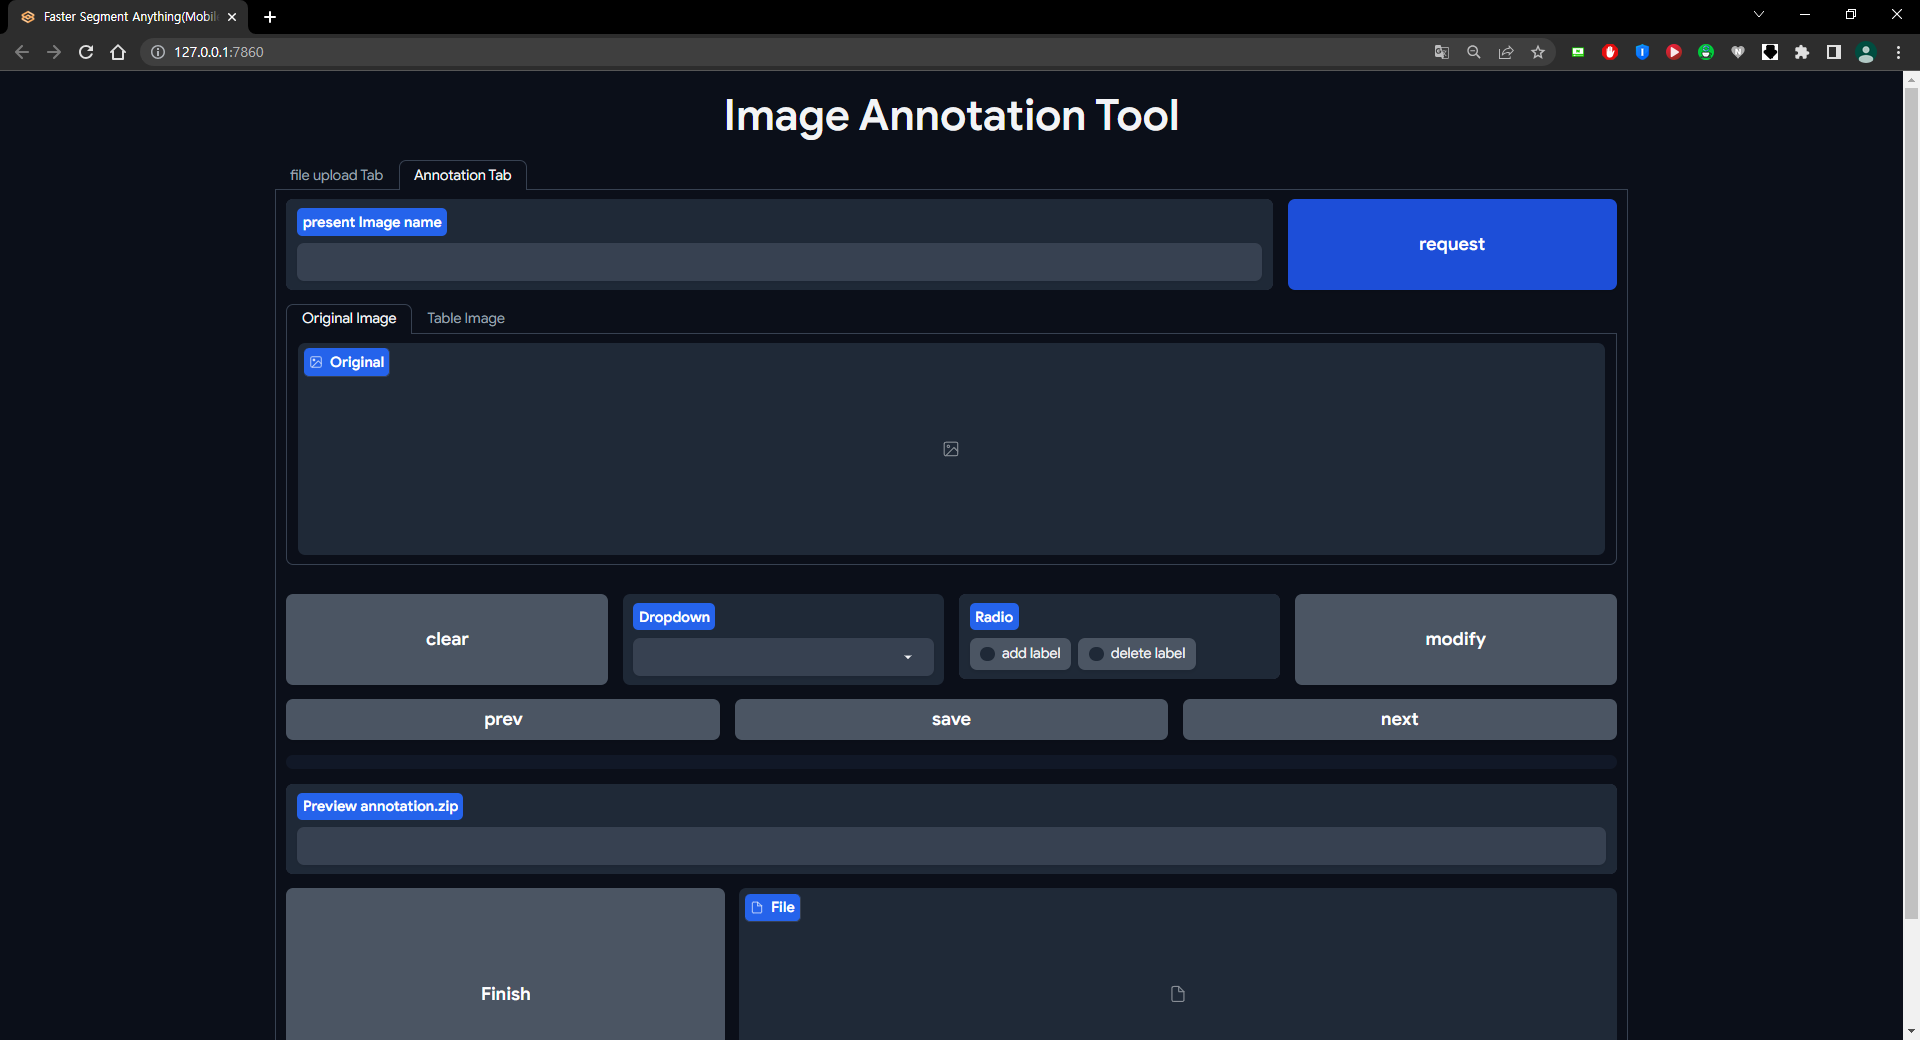 Faster Segment Anything(Mobil
127.0.0.1:7860
Image Annotation Tool
file upload Tab
Annotation Tab
present Image name
request
Original Image
Table Image
Original
clear
Dropdown
Radio
add label
delete label
modify
prev
save
next
Preview annotation.zip
Finish
File